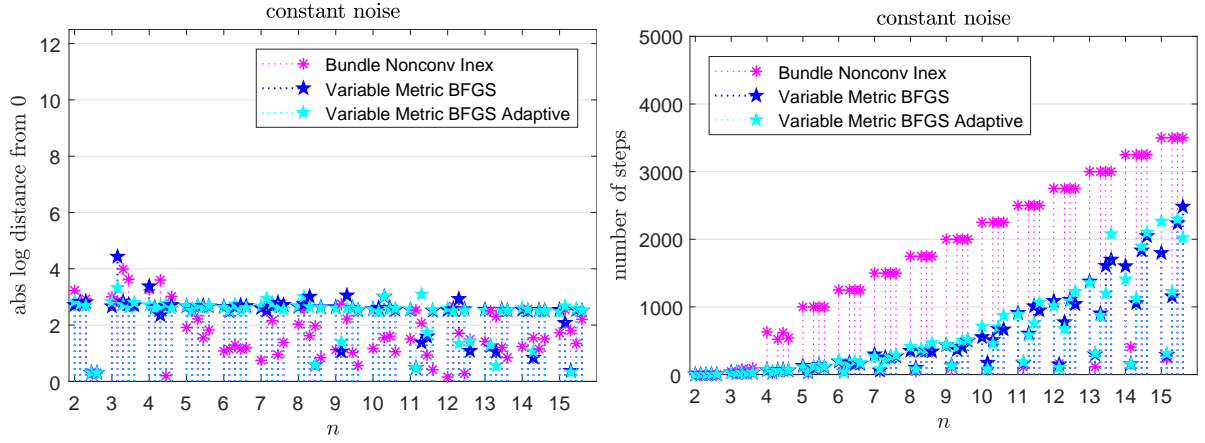 constant noise
abs log distance from 0
12
10
8
6
4
2
0
Bundle Nonconv Inex
Variable Metric BFGS
Variable Metric BFGS Adaptive
2 3 4 5 6 7 8 9 10 11 12 13 14 15
n
constant noise
number of steps
5000
4000
3000
2000
1000
0
Bundle Nonconv Inex
Variable Metric BFGS
Variable Metric BFGS Adaptive
2 3 4 5 6 7 8 9 10 11 12 13 14 15
n